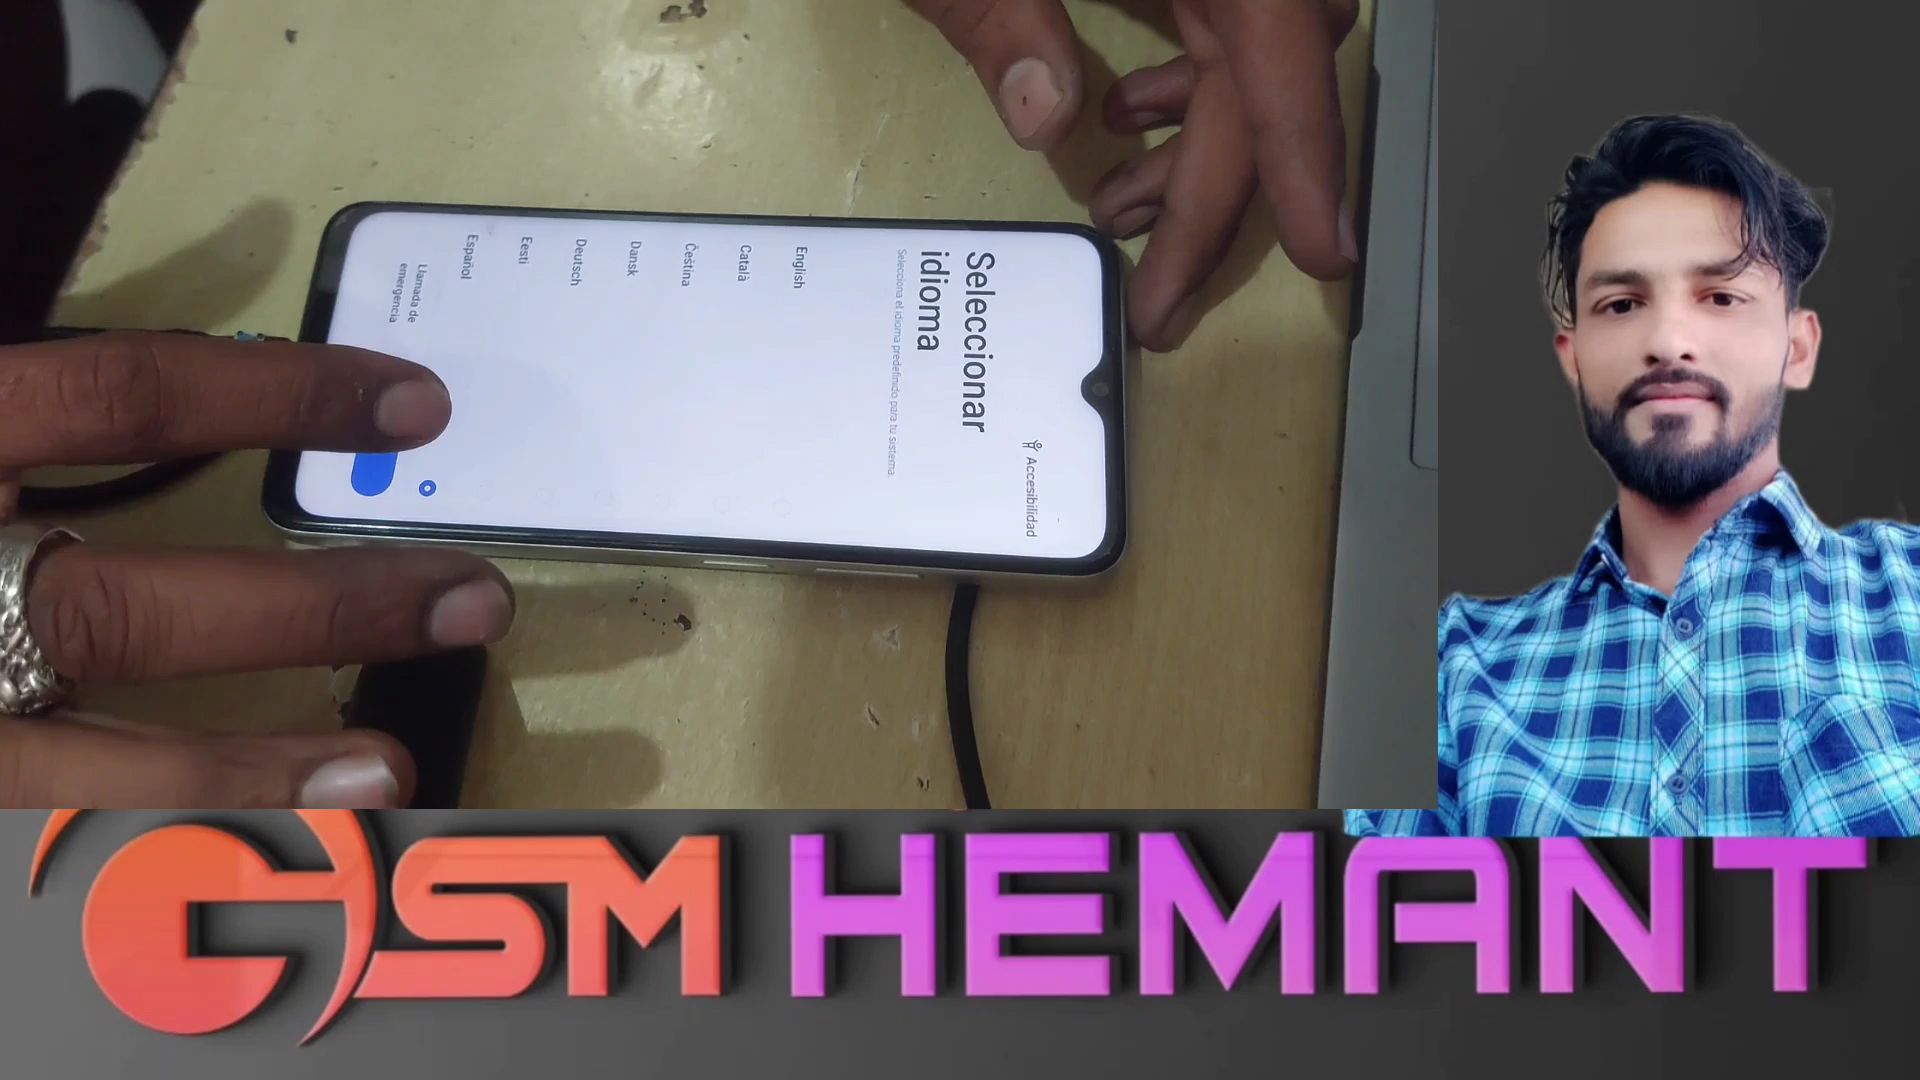 Accesibilidad
Seleccionar
idioma
Selecciona el idioma predefinido para tu sistema.
English
Català
Čeština
Dansk
Deutsch
Eesti
Español
Llamada de
emergencia
GSM HEMANT